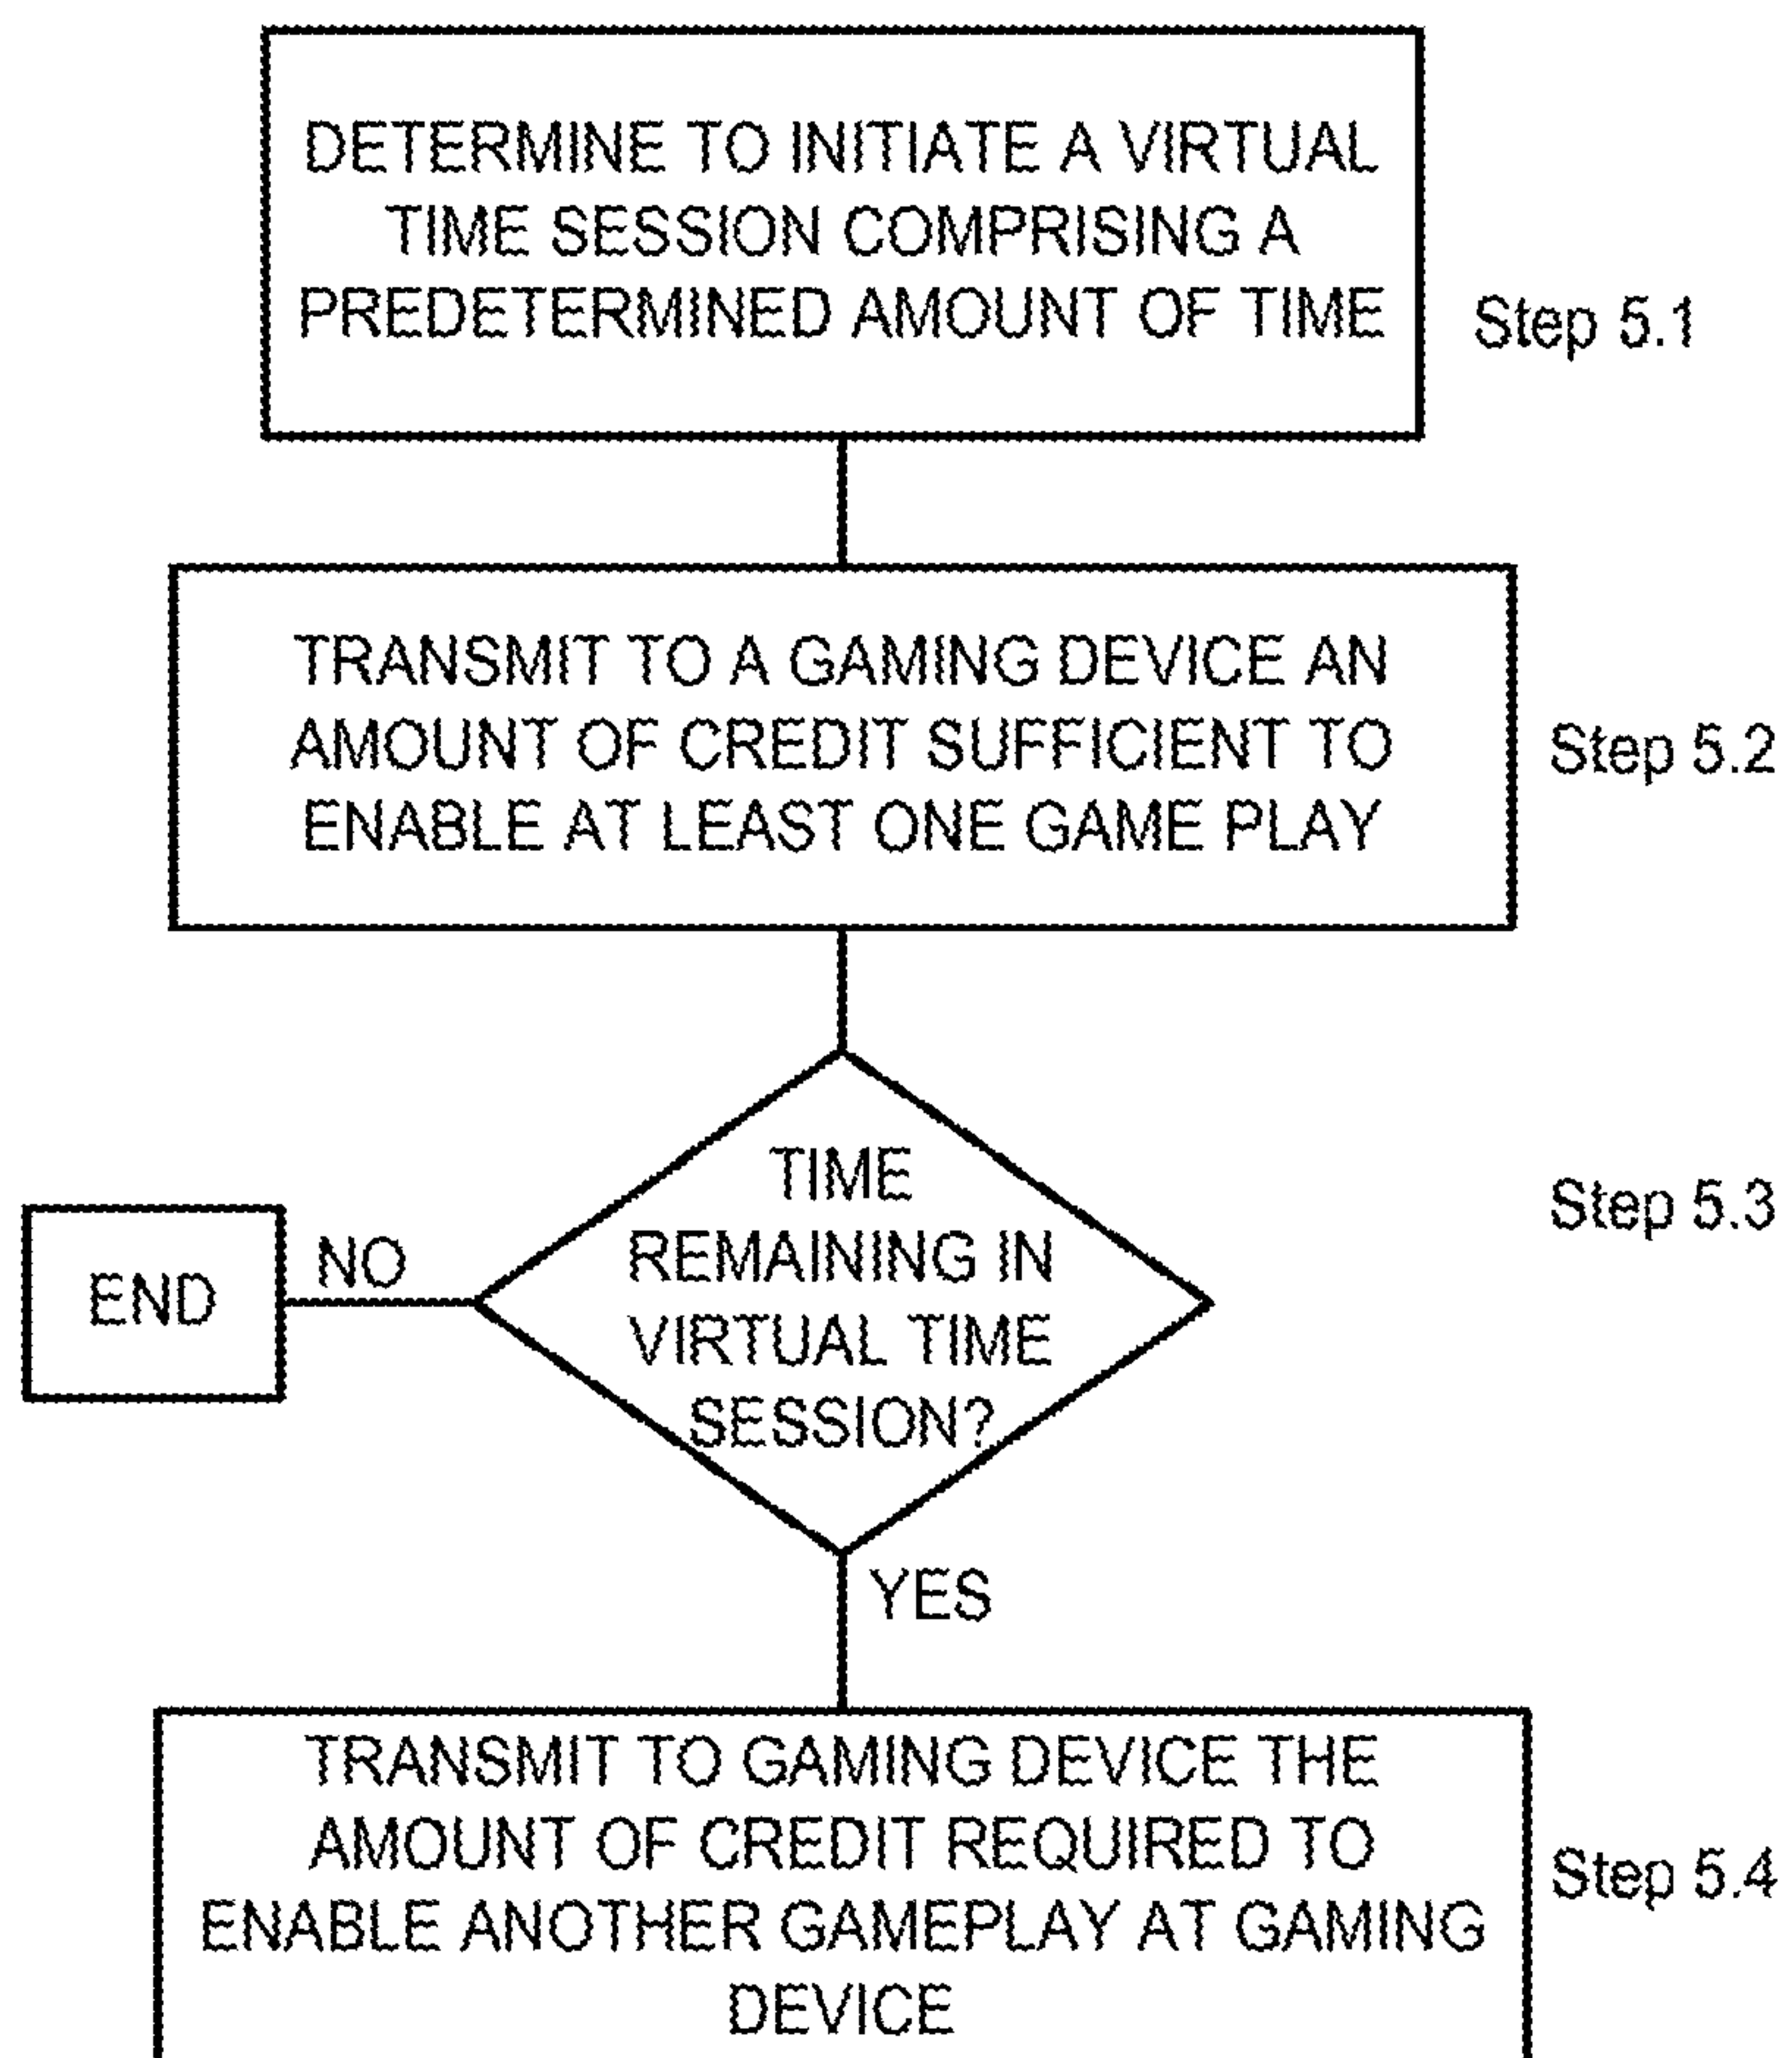 DETERMINE TO INITIATE A VIRTUAL
TIME SESSION COMPRISING A
PREDETERMINED AMOUNT OF TIME
Step 5.1
TRANSMIT TO A GAMING DEVICE AN
AMOUNT OF CREDIT SUFFICIENT TO
ENABLE AT LEAST ONE GAME PLAY
Step 5.2
TIME
REMAINING IN
VIRTUAL TIME
SESSION?
Step 5.3
NO
END
YES
TRANSMIT TO GAMING DEVICE THE
AMOUNT OF CREDIT REQUIRED TO
ENABLE ANOTHER GAMEPLAY AT GAMING
DEVICE
Step 5.4